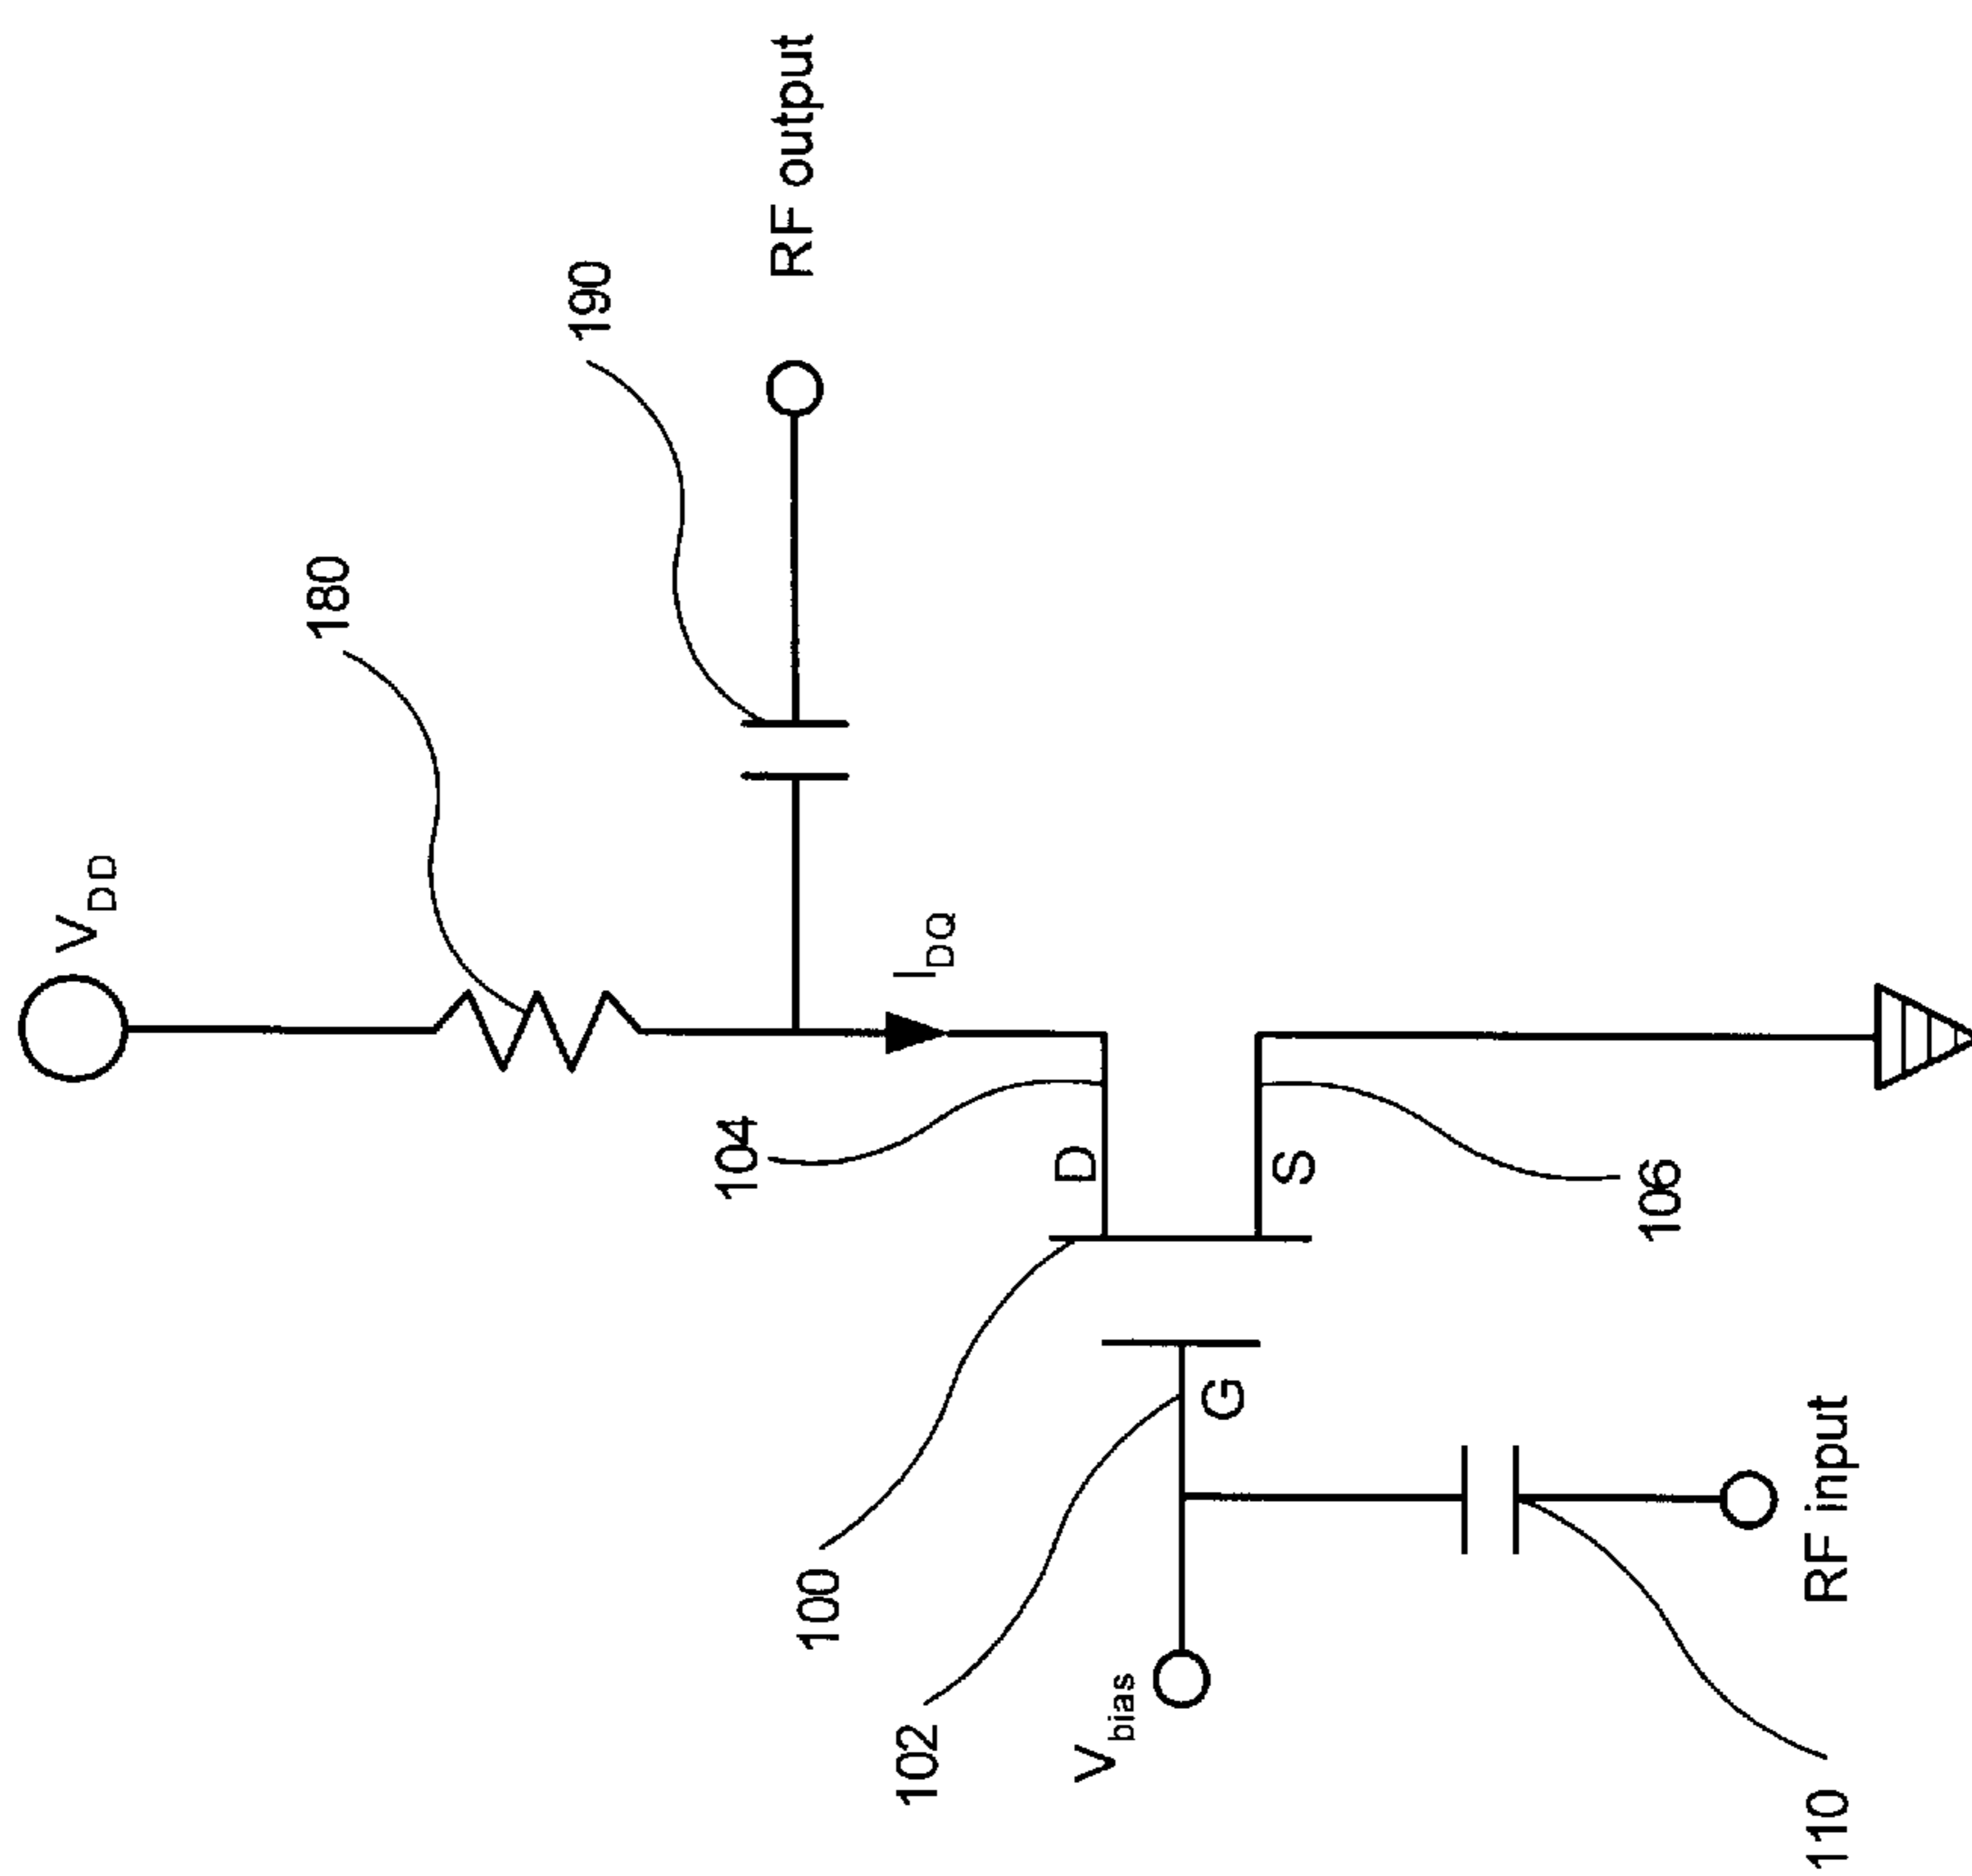 V_DD
180
190
RF output
I_DQ
104
D
100
S
106
102
G
V_bias
110
RF input